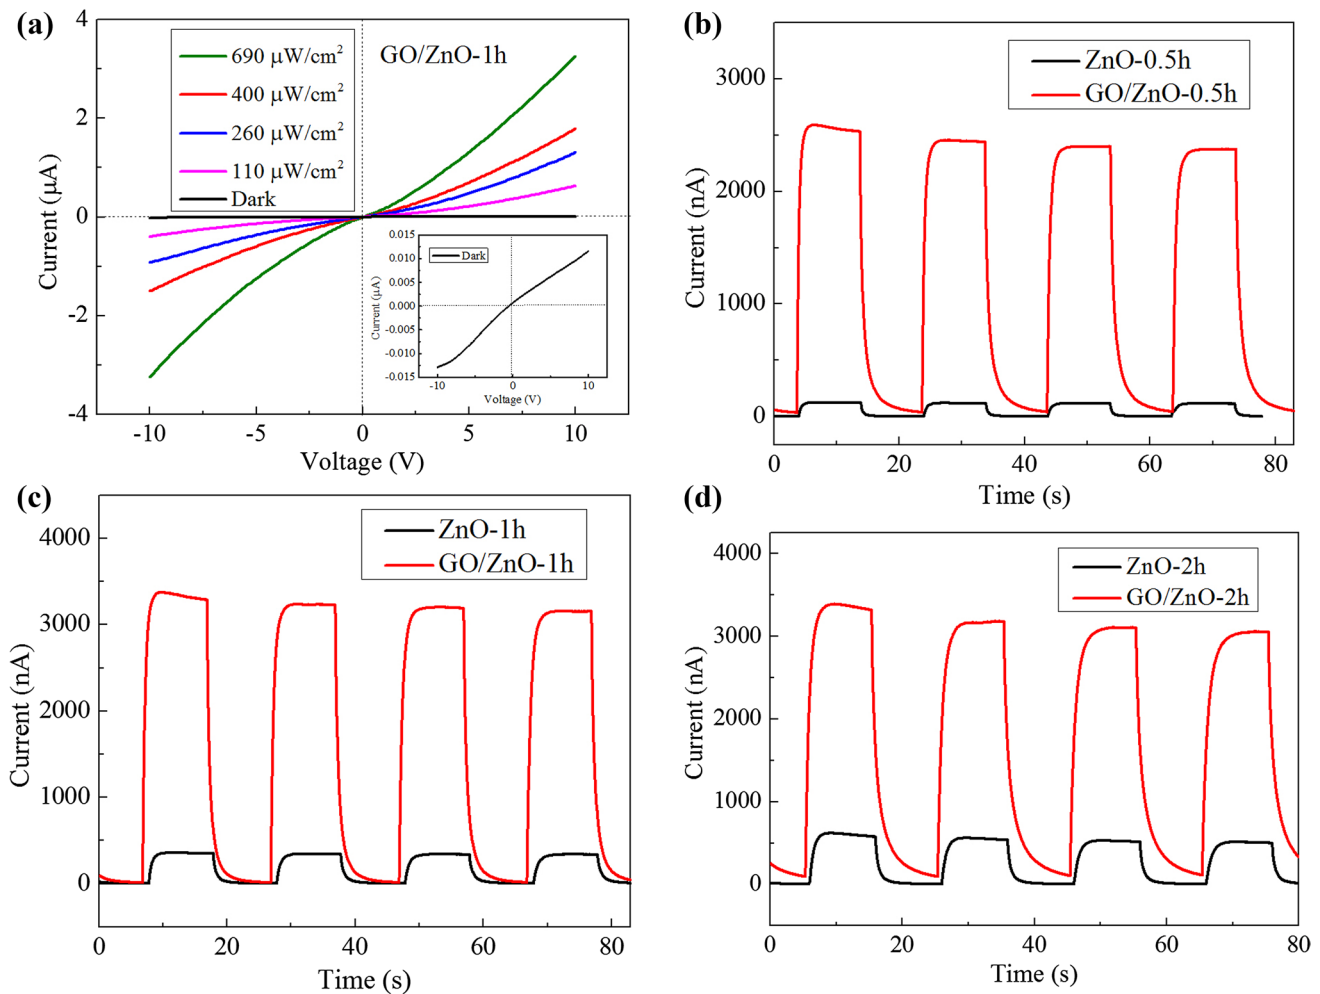 (a)
4
2
0
-2
-4
Current (μA)
690 μW/cm²
400 μW/cm²
260 μW/cm²
110 μW/cm²
Dark
GO/ZnO-1h
0.015
0.010
0.005
0.000
-0.005
-0.010
-0.015
Current (μA)
Dark
-10
0
10
Voltage (V)
-10
-5
0
5
10
Voltage (V)
(b)
3000
2000
1000
0
Current (nA)
ZnO-0.5h
GO/ZnO-0.5h
0
20
40
60
80
Time (s)
(c)
4000
3000
2000
1000
0
Current (nA)
ZnO-1h
GO/ZnO-1h
0
20
40
60
80
Time (s)
(d)
4000
3000
2000
1000
0
Current (nA)
ZnO-2h
GO/ZnO-2h
0
20
40
60
80
Time (s)